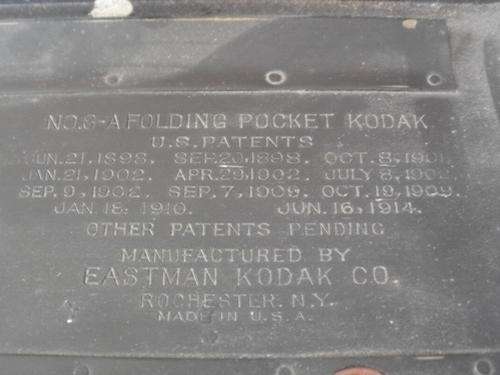 NO.3-A FOLDING POCKET KODAK
U.S. PATENTS
JUN.21,1898. SEP.20,1898. OCT.8,1901.
JAN.21,1902. APR.29,1902. JULY 8,1902.
SEP.9,1902. SEP.7,1909. OCT.19,1909.
JAN.18,1910. JUN.16,1914.
OTHER PATENTS PENDING
MANUFACTURED BY
EASTMAN KODAK CO.
ROCHESTER. N.Y.
MADE IN U.S.A.